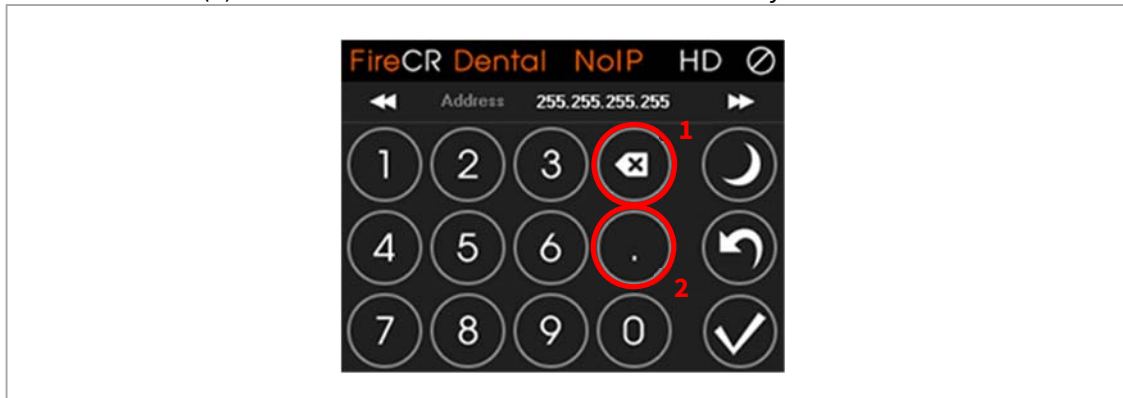 FireCR Dental NoIP HD
Address 255.255.255.255
1 2 3 1
4 5 6 . 2
7 8 9 0